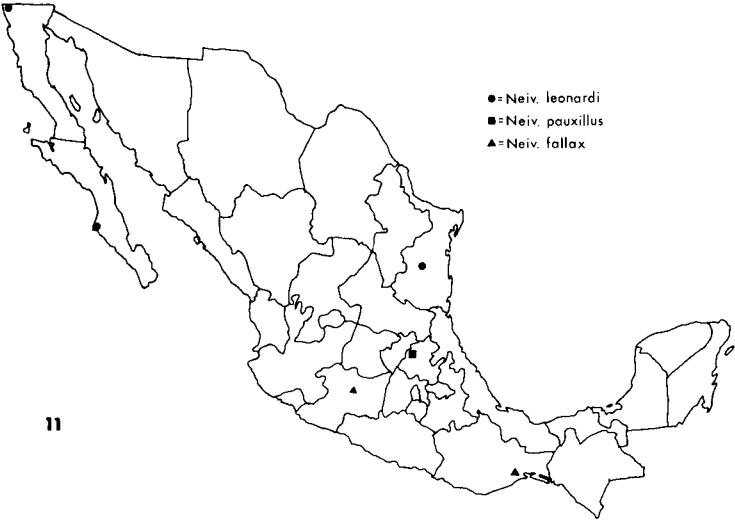 ●=Neiv. leonardi
■=Neiv. pauxillus
▲=Neiv. fallax
11